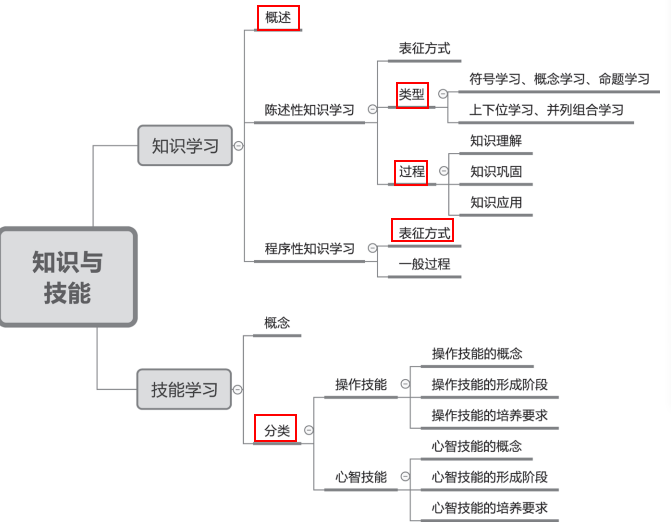 概述
表征方式
符号学习、概念学习、命题学习
类型
陈述性知识学习
上下位学习、并列组合学习
知识理解
知识学习
过程
知识巩固
知识应用
表征方式
程序性知识学习
一般过程
知识与
技能
概念
操作技能的概念
操作技能
操作技能的形成阶段
技能学习
操作技能的培养要求
分类
心智技能的概念
心智技能
心智技能的形成阶段
心智技能的培养要求